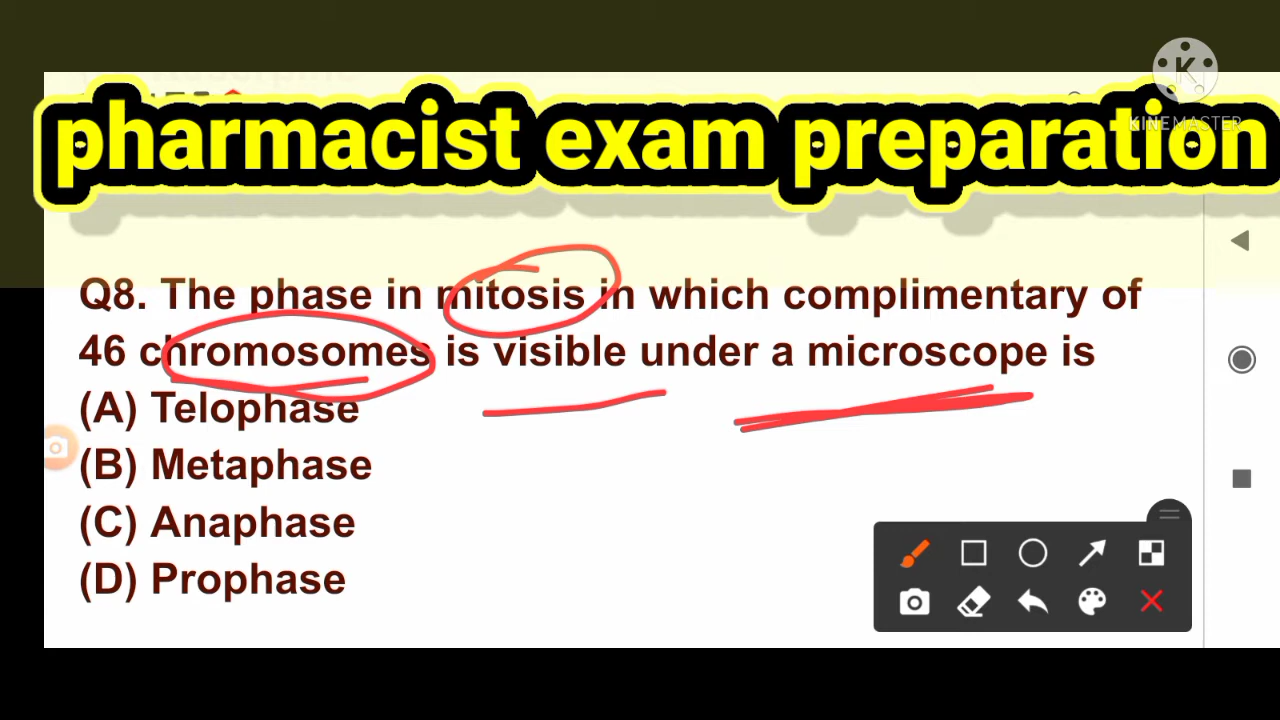 K
KINEMASTER
pharmacist exam preparation
Q8. The phase in mitosis in which complimentary of
46 chromosomes is visible under a microscope is
(A) Telophase
(B) Metaphase
(C) Anaphase
(D) Prophase